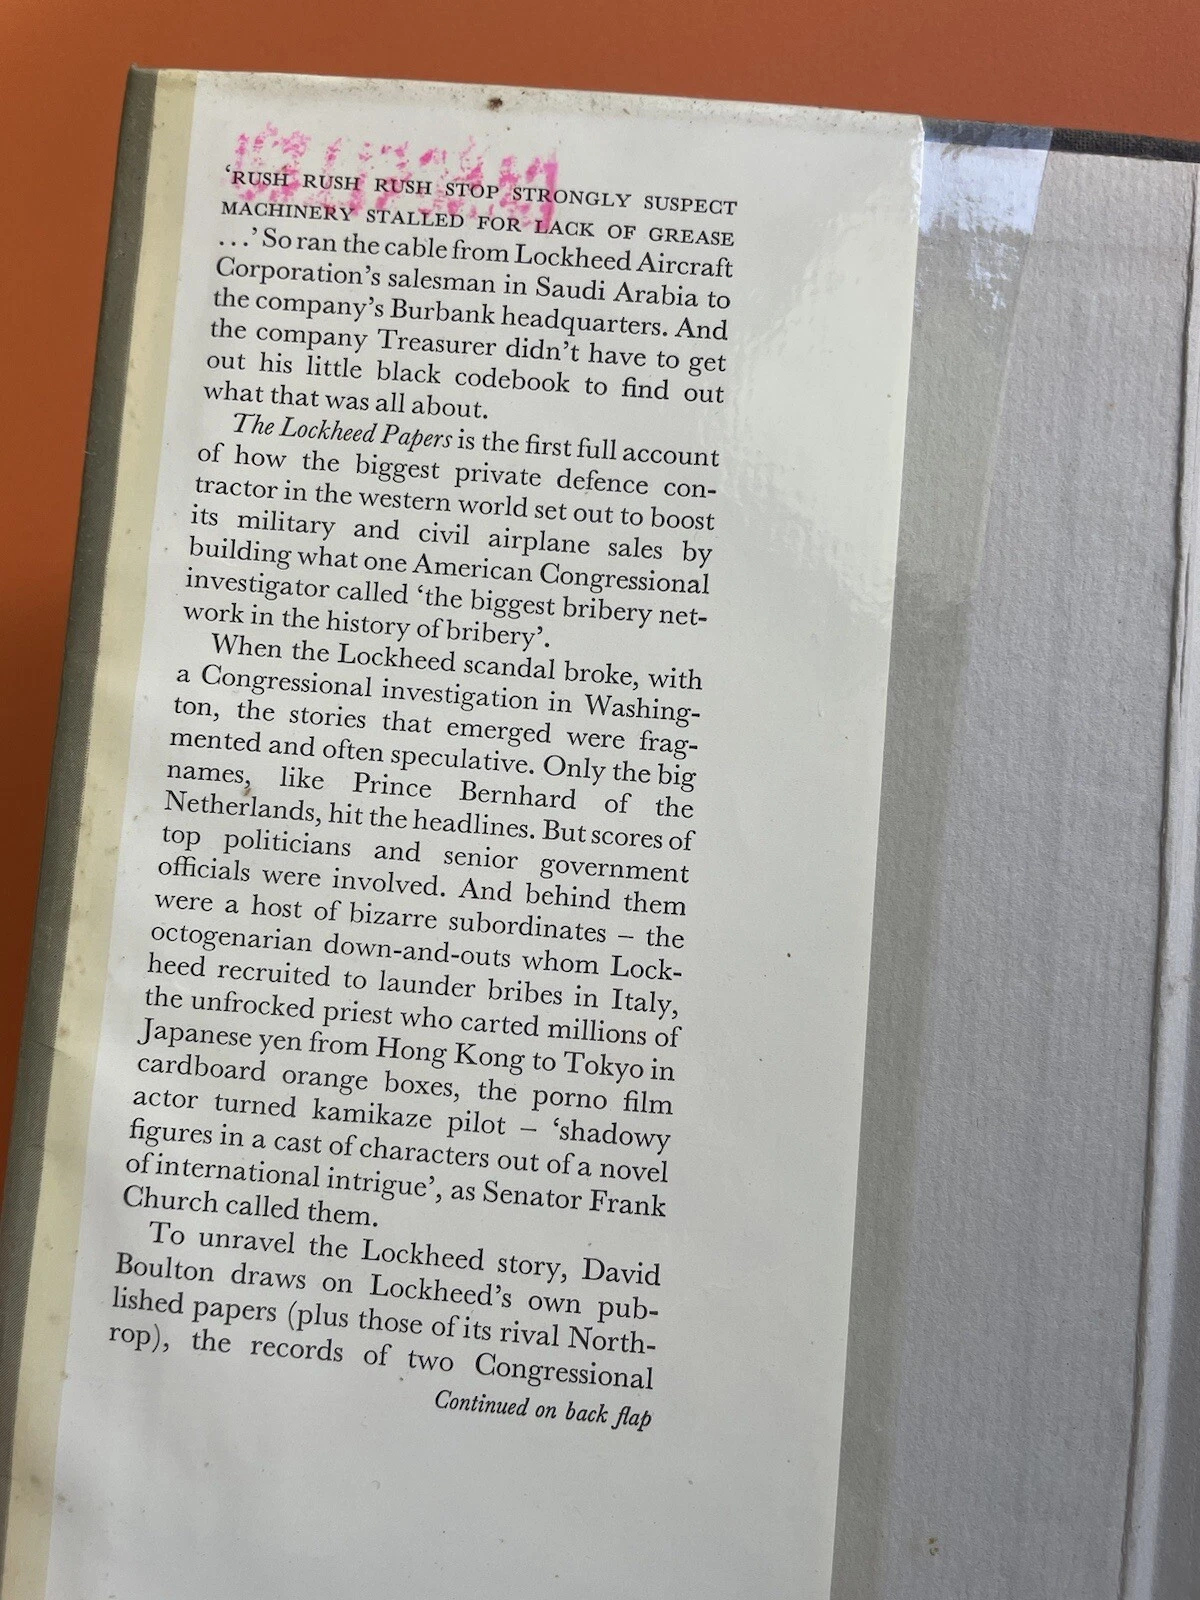 ‘RUSH RUSH RUSH STOP STRONGLY SUSPECT
MACHINERY STALLED FOR LACK OF GREASE
...’ So ran the cable from Lockheed Aircraft
Corporation’s salesman in Saudi Arabia to
the company’s Burbank headquarters. And
the company Treasurer didn’t have to get
out his little black codebook to find out
what that was all about.
The Lockheed Papers is the first full account
of how the biggest private defence con-
tractor in the western world set out to boost
its military and civil airplane sales by
building what one American Congressional
investigator called ‘the biggest bribery net-
work in the history of bribery’.
When the Lockheed scandal broke, with
a Congressional investigation in Washing-
ton, the stories that emerged were frag-
mented and often speculative. Only the big
names, like Prince Bernhard of the
Netherlands, hit the headlines. But scores of
top politicians and senior government
officials were involved. And behind them
were a host of bizarre subordinates – the
octogenarian down-and-outs whom Lock-
heed recruited to launder bribes in Italy,
the unfrocked priest who carted millions of
Japanese yen from Hong Kong to Tokyo in
cardboard orange boxes, the porno film
actor turned kamikaze pilot – ‘shadowy
figures in a cast of characters out of a novel
of international intrigue’, as Senator Frank
Church called them.
To unravel the Lockheed story, David
Boulton draws on Lockheed’s own pub-
lished papers (plus those of its rival North-
rop), the records of two Congressional
Continued on back flap